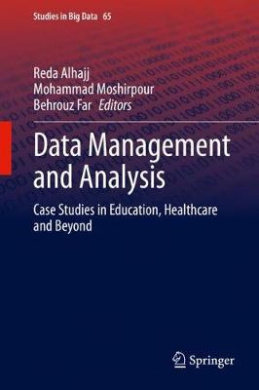 Studies in Big Data 65
Reda Alhajj
Mohammad Moshirpour
Behrouz Far Editors
Data Management
and Analysis
Case Studies in Education, Healthcare
and Beyond
Springer